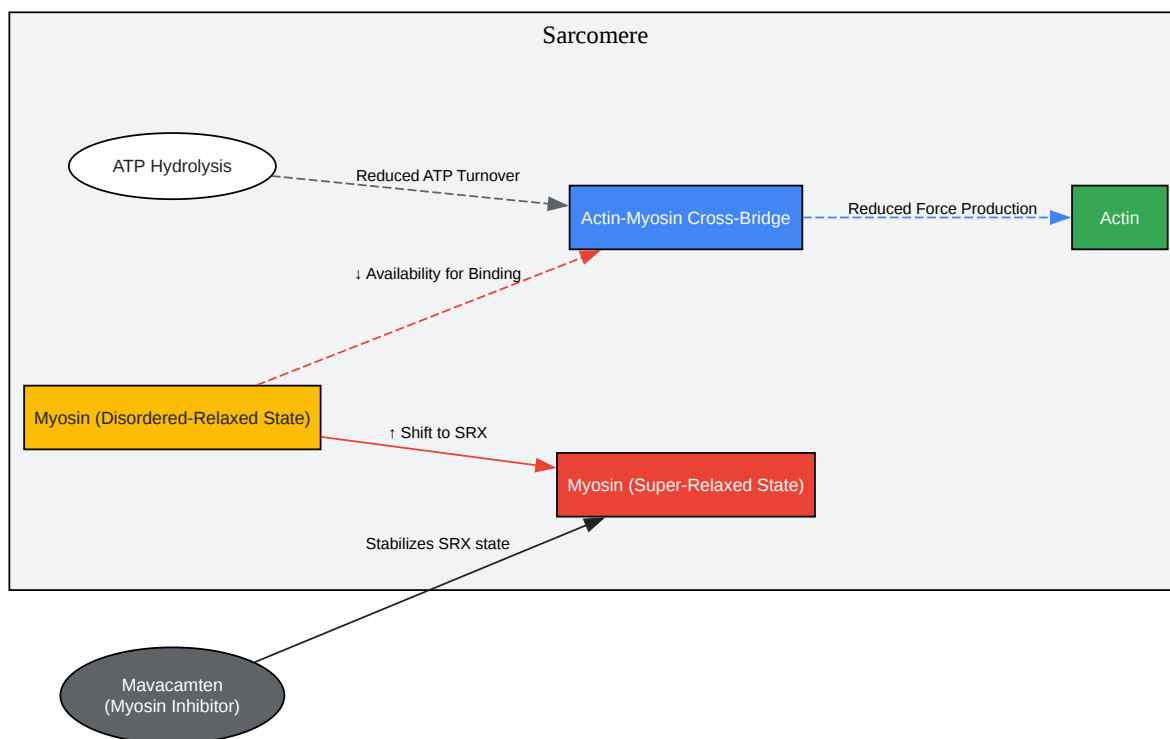 Sarcomere
ATP Hydrolysis
Reduced ATP Turnover
Actin-Myosin Cross-Bridge
Reduced Force Production
Actin
↓ Availability for Binding
Myosin (Disordered-Relaxed State)
↑ Shift to SRX
Myosin (Super-Relaxed State)
Stabilizes SRX state
Mavacamten
(Myosin Inhibitor)